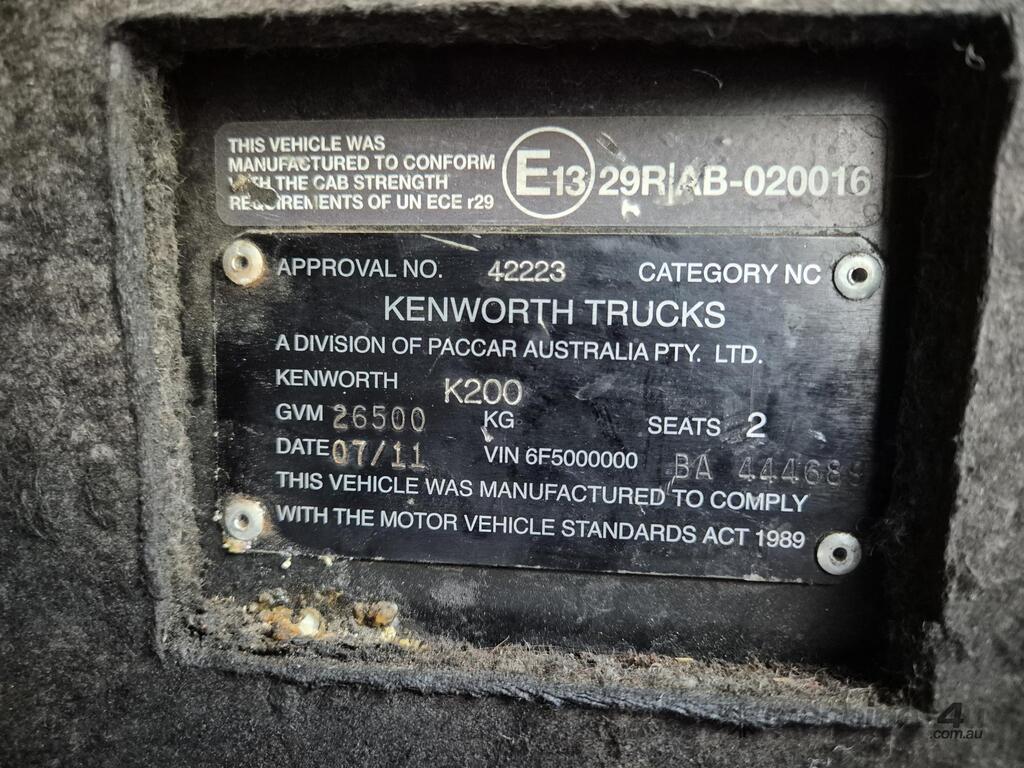 THIS VEHICLE WAS
MANUFACTURED TO CONFORM
WITH THE CAB STRENGTH
REQUIREMENTS OF UN ECE r29
E13 29R|AB-020016
APPROVAL NO. 42223 CATEGORY NC
KENWORTH TRUCKS
A DIVISION OF PACCAR AUSTRALIA PTY. LTD.
KENWORTH K200
GVM 26500 KG SEATS 2
DATE 07/11 VIN 6F5000000 BA
THIS VEHICLE WAS MANUFACTURED TO COMPLY
WITH THE MOTOR VEHICLE STANDARDS ACT 1989
4
.com.au